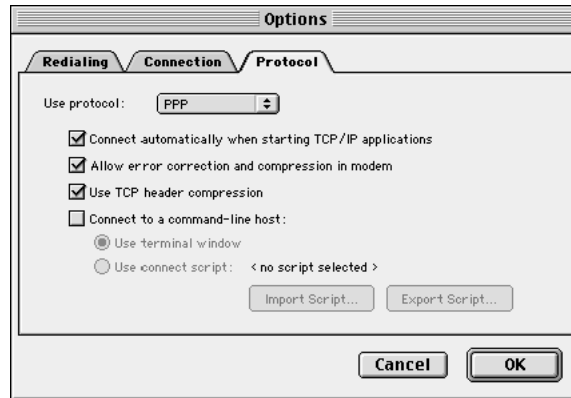 Options
Redialing Connection Protocol
Use protocol: PPP
Connect automatically when starting TCP/IP applications
Allow error correction and compression in modem
Use TCP header compression
Connect to a command-line host:
Use terminal window
Use connect script: < no script selected >
Import Script... Export Script...
Cancel OK